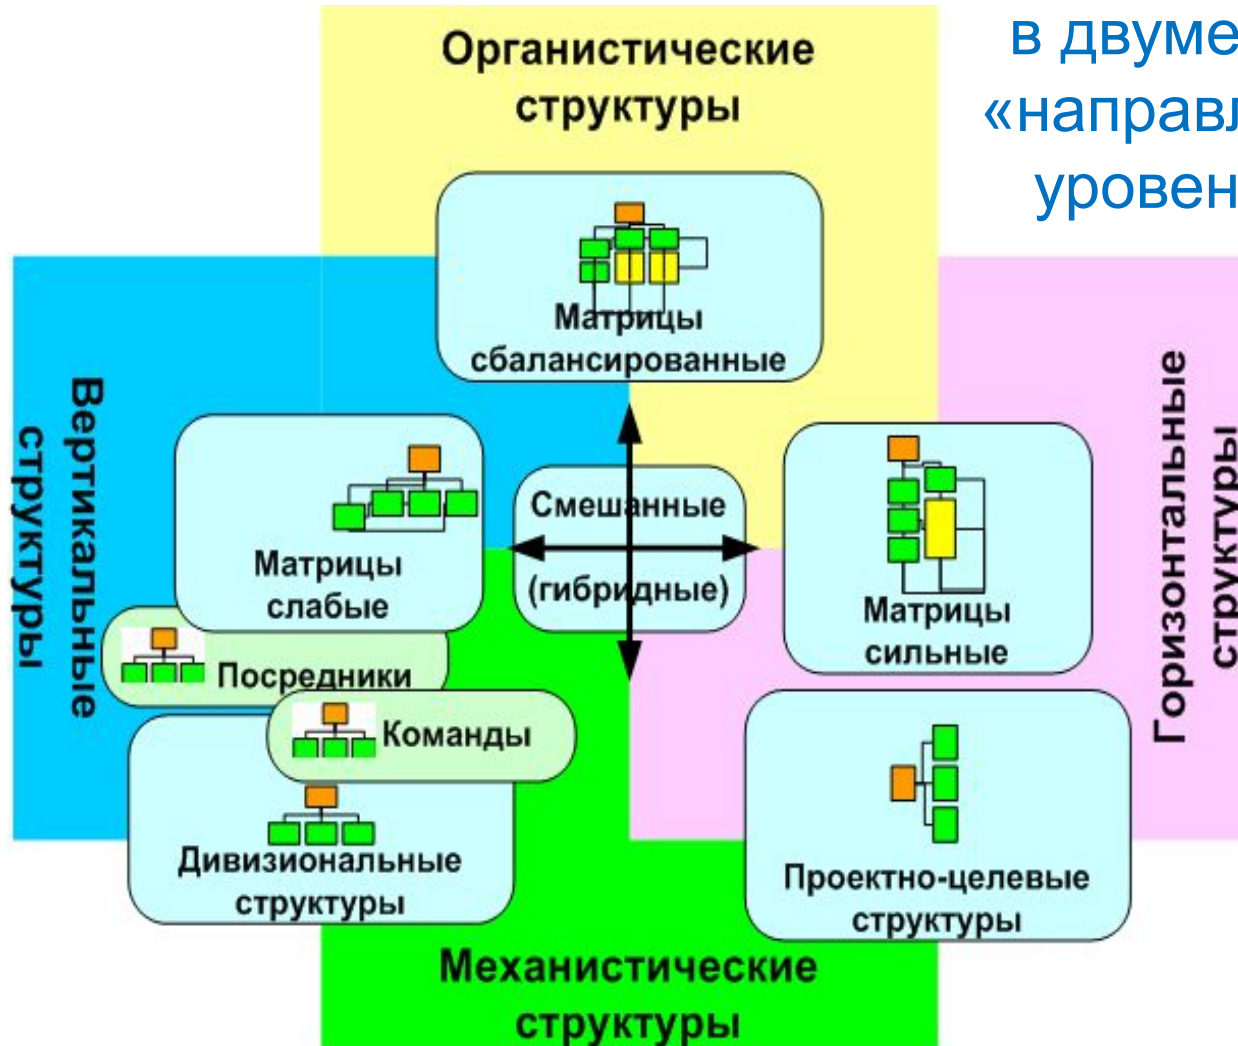 Органистические
структуры
в двуме
«направл
уровен
Матрицы
сбалансированные
Вертикальные
структуры
Горизонтальные
структуры
Матрицы
слабые
Смешанные
(гибридные)
Матрицы
сильные
Посредники
Команды
Дивизиональные
структуры
Проектно-целевые
структуры
Механистические
структуры